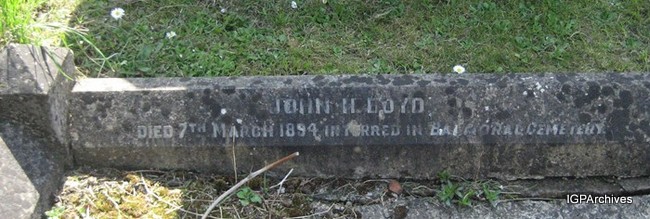 JOHN H. BOYD
DIED 7TH MARCH 1894, INTERRED IN BALMORAL CEMETERY.
IGPArchives